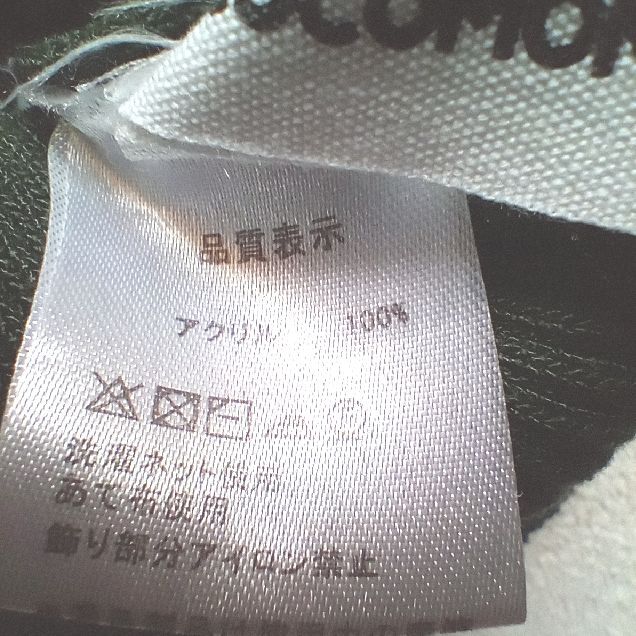 COMO
品質表示
アクリル 100%
洗濯ネット使用
あて布使用
飾り部分アイロン禁止